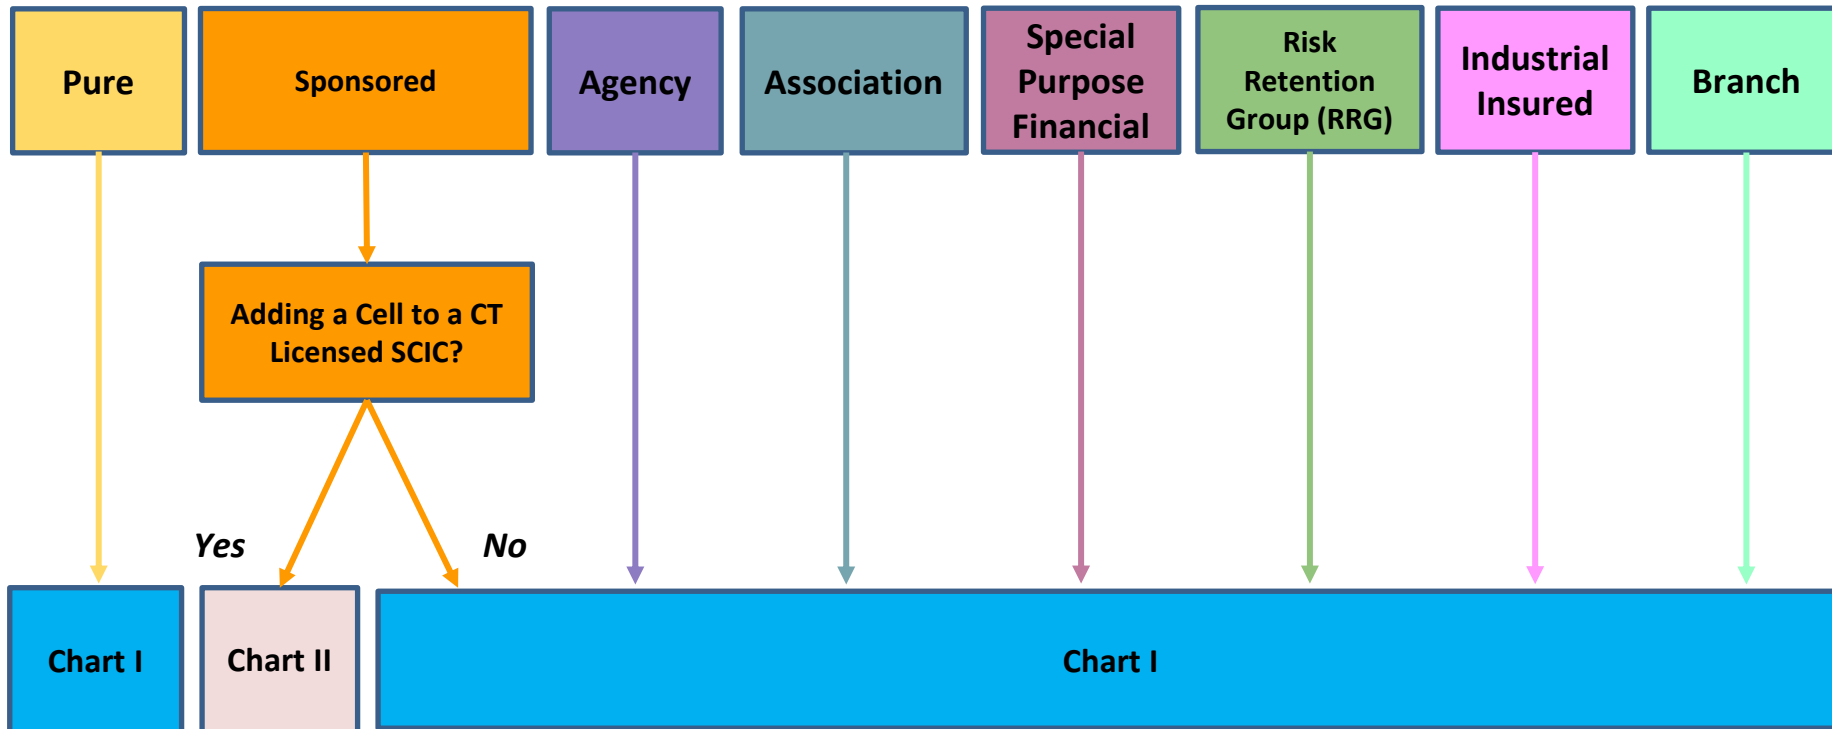 Pure
Sponsored
Agency
Association
Special
Purpose
Financial
Risk
Retention
Group (RRG)
Industrial
Insured
Branch
Adding a Cell to a CT
Licensed SCIC?
Yes
No
Chart I
Chart II
Chart I